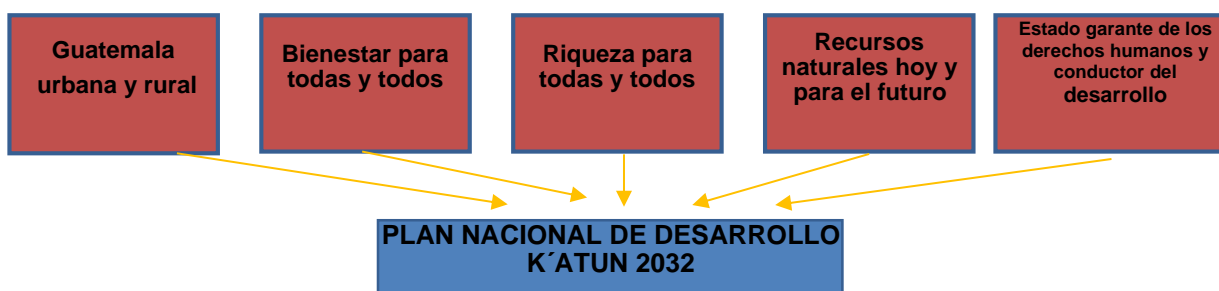 Guatemala
urbana y rural
Bienestar para
todas y todos
Riqueza para
todas y todos
Recursos
naturales hoy y
para el futuro
Estado garante de los
derechos humanos y
conductor del
desarrollo
PLAN NACIONAL DE DESARROLLO
K´ATUN 2032